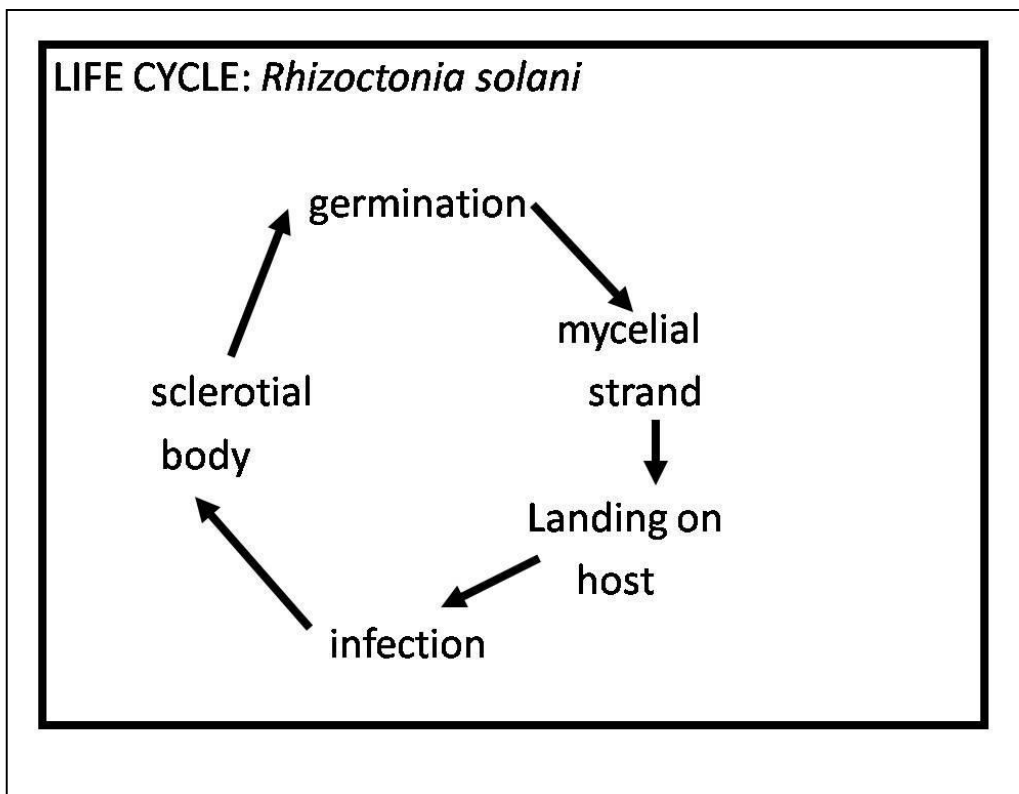 LIFE CYCLE: Rhizoctonia solani
germination
mycelial
strand
Landing on
host
infection
sclerotial
body